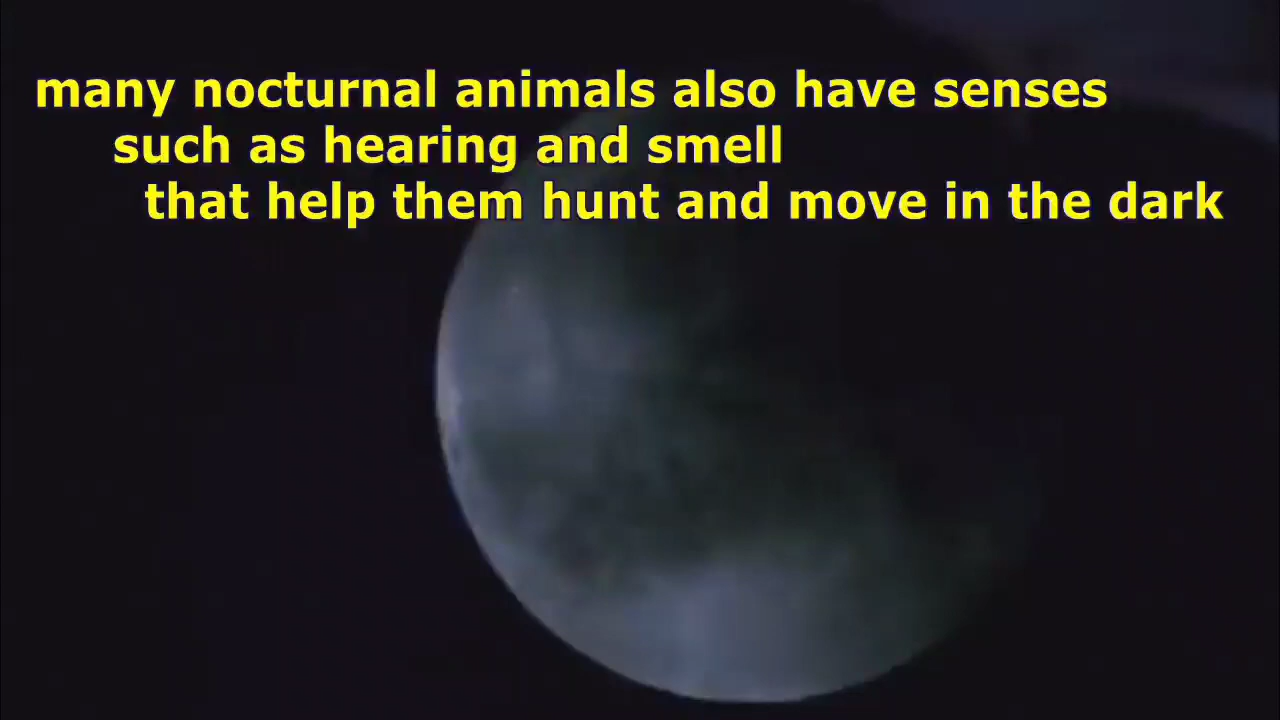 many nocturnal animals also have senses
such as hearing and smell
that help them hunt and move in the dark